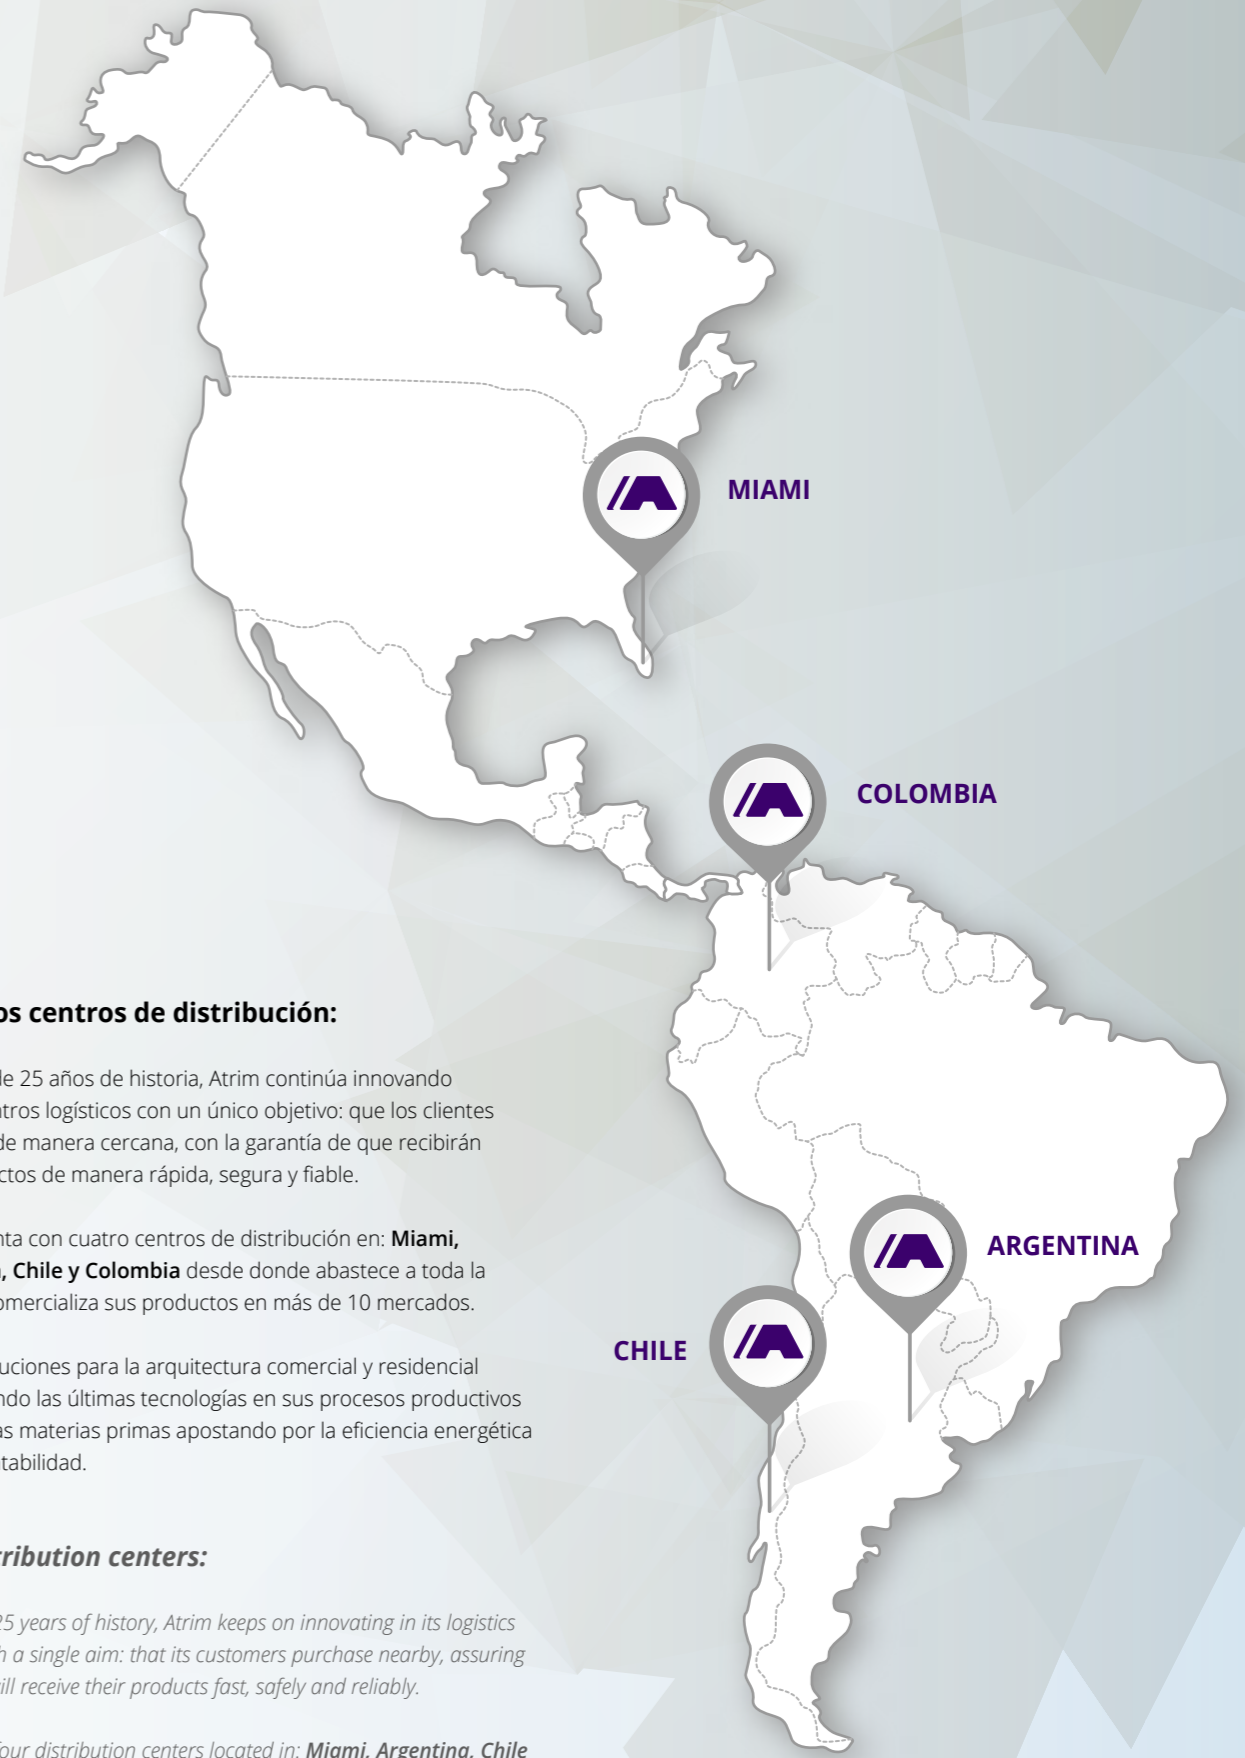 MIAMI
COLOMBIA
ARGENTINA
CHILE
os centros de distribución:
de 25 años de historia, Atrim continúa innovando
ntros logísticos con un único objetivo: que los clientes
de manera cercana, con la garantía de que recibirán
ctos de manera rápida, segura y fiable.
nta con cuatro centros de distribución en: Miami,
, Chile y Colombia desde donde abastece a toda la
omercializa sus productos en más de 10 mercados.
uciones para la arquitectura comercial y residencial
ndo las últimas tecnologías en sus procesos productivos
as materias primas apostando por la eficiencia energética
tabilidad.
tribution centers:
25 years of history, Atrim keeps on innovating in its logistics
h a single aim: that its customers purchase nearby, assuring
ill receive their products fast, safely and reliably.
four distribution centers located in: Miami, Argentina, Chile